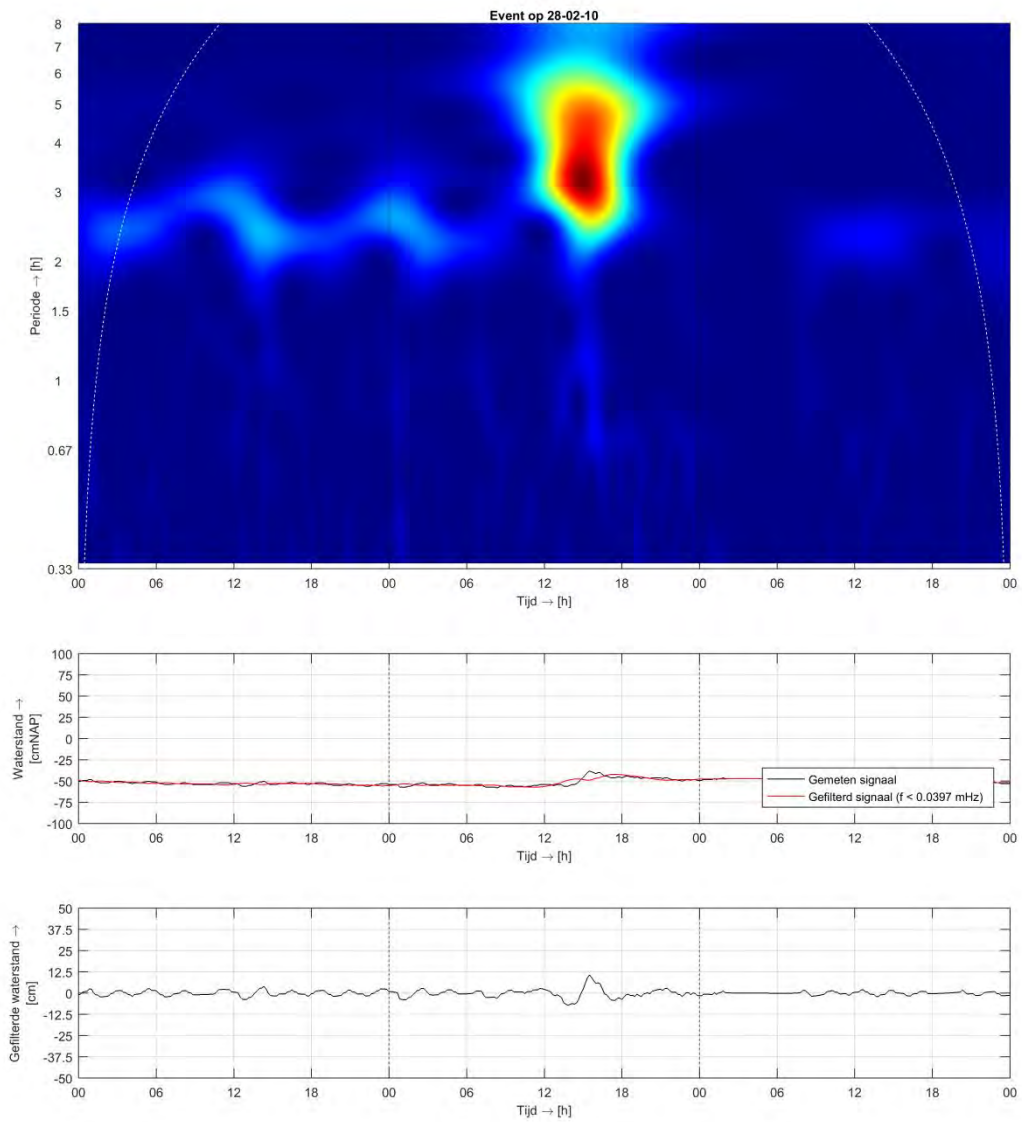 Event op 28-02-10
8
7
6
5
4
3
2
1.5
1
0.67
0.33
Periode → [h]
00 06 12 18 00 06 12 18 00 06 12 18 00
Tijd → [h]
100
75
50
25
0
-25
-50
-75
-100
Waterstand →
[cmNAP]
Gemeten signaal
Gefilterd signaal (f < 0.0397 mHz)
00 06 12 18 00 06 12 18 00 06 12 18 00
Tijd → [h]
50
37.5
25
12.5
0
-12.5
-25
-37.5
-50
Gefilterde waterstand →
[cm]
00 06 12 18 00 06 12 18 00 06 12 18 00
Tijd → [h]